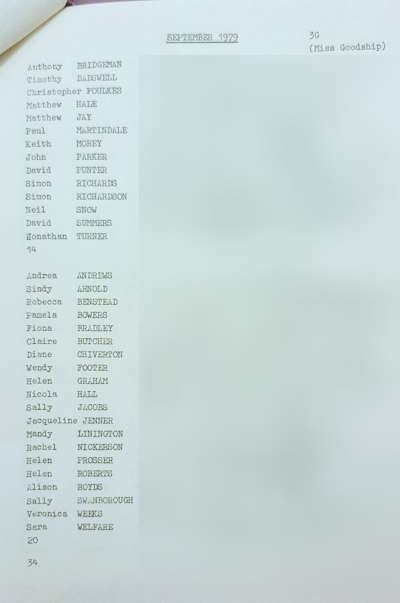 SEPTEMBER 1979
3G
(Miss Goodship)
Anthony BRIDGEMAN
Timothy DADSWELL
Christopher FOULKES
Matthew HALE
Matthew JAY
Paul MARTINDALE
Keith MOREY
John PARKER
David PUNTER
Simon RICHARDS
Simon RICHARDSON
Neil SNOW
David SUMMERS
Jonathan TURNER
14
Andrea ANDREWS
Sindy ARNOLD
Rebecca BENSTEAD
Pamela BOWERS
Fiona BRADLEY
Claire BUTCHER
Diane CHIVERTON
Wendy FOOTER
Helen GRAHAM
Nicola HALL
Sally JACOBS
Jacqueline JENNER
Mandy LININGTON
Rachel NICKERSON
Helen PROSSER
Helen ROBERTS
Alison ROYDS
Sally SWANBOROUGH
Veronica WEEKS
Sara WELFARE
20
34